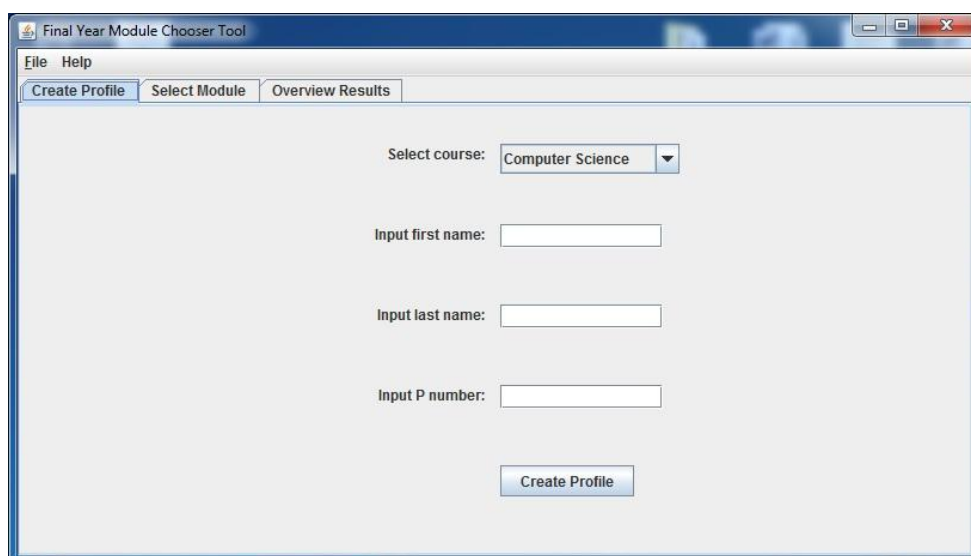 Final Year Module Chooser Tool
File Help
Create Profile Select Module Overview Results
Select course: Computer Science
Input first name:
Input last name:
Input P number:
Create Profile